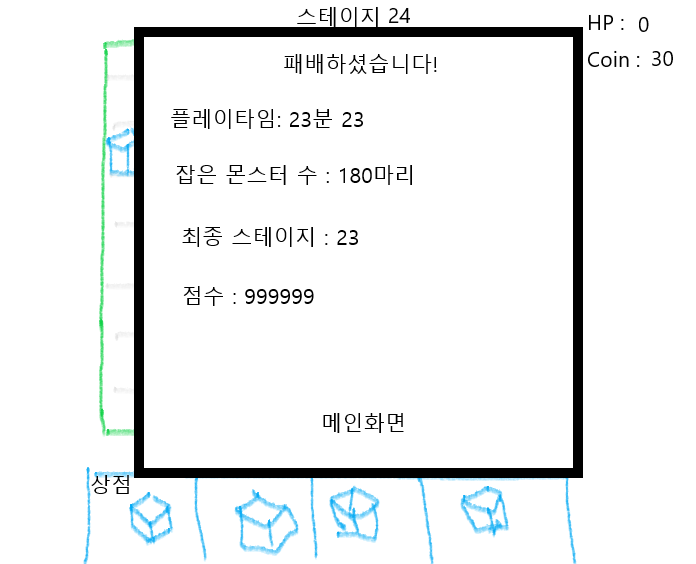 스테이지 24
HP : 0
Coin : 30
패배하셨습니다!
플레이타임: 23분 23
잡은 몬스터 수 : 180마리
최종 스테이지 : 23
점수 : 999999
메인화면
상점